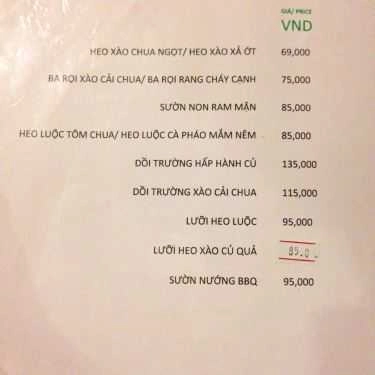 GIÁ/ PRICE
VND
HEO XÀO CHUA NGỌT/ HEO XÀO XẢ ỚT 69,000
BA RỌI XÀO CẢI CHUA/ BA RỌI RANG CHÁY CẠNH 75,000
SƯỜN NON RAM MẶN 85,000
HEO LUỘC TÔM CHUA/ HEO LUỘC CÀ PHÁO MẮM NÊM 85,000
DỒI TRƯỜNG HẤP HÀNH CỦ 135,000
DỒI TRƯỜNG XÀO CẢI CHUA 115,000
LƯỠI HEO LUỘC 95,000
LƯỠI HEO XÀO CỦ QUẢ
SƯỜN NƯỚNG BBQ 95,000